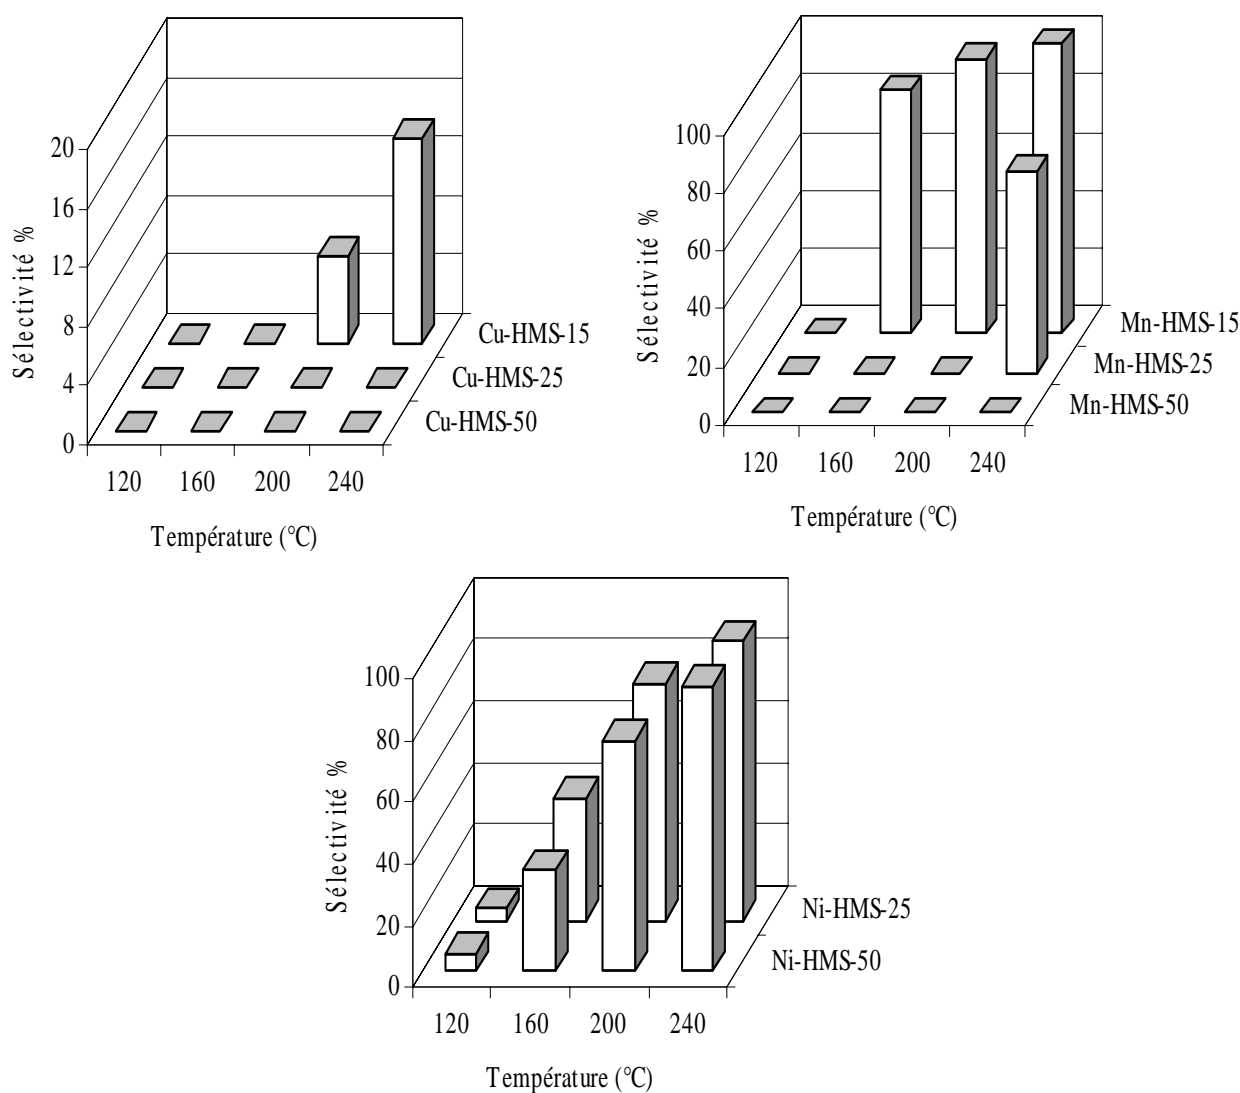 20
16
12
8
4
0
Sélectivité %
120 160 200 240
Température (°C)
Cu-HMS-15
Cu-HMS-25
Cu-HMS-50
100
80
60
40
20
0
Sélectivité %
120 160 200 240
Température (°C)
Mn-HMS-15
Mn-HMS-25
Mn-HMS-50
100
80
60
40
20
0
Sélectivité %
120 160 200 240
Température (°C)
Ni-HMS-25
Ni-HMS-50